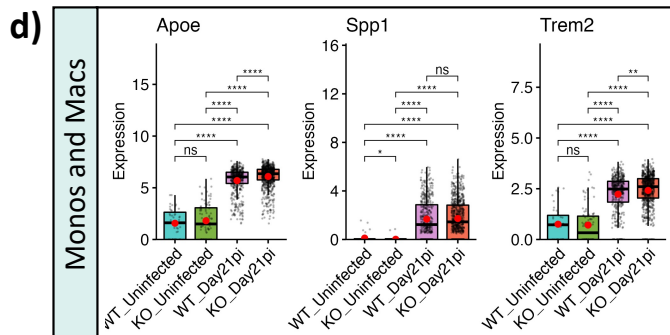 d)
Monos and Macs
Apoe
Expression
15
10
5
0
ns
****
****
****
****
****
WT_Uninfected
KO_Uninfected
WT_Day21pi
KO_Day21pi
Spp1
Expression
16
12
8
4
0
ns
****
****
****
****
*
WT_Uninfected
KO_Uninfected
WT_Day21pi
KO_Day21pi
Trem2
Expression
7.5
5.0
2.5
0.0
**
****
****
****
****
ns
WT_Uninfected
KO_Uninfected
WT_Day21pi
KO_Day21pi